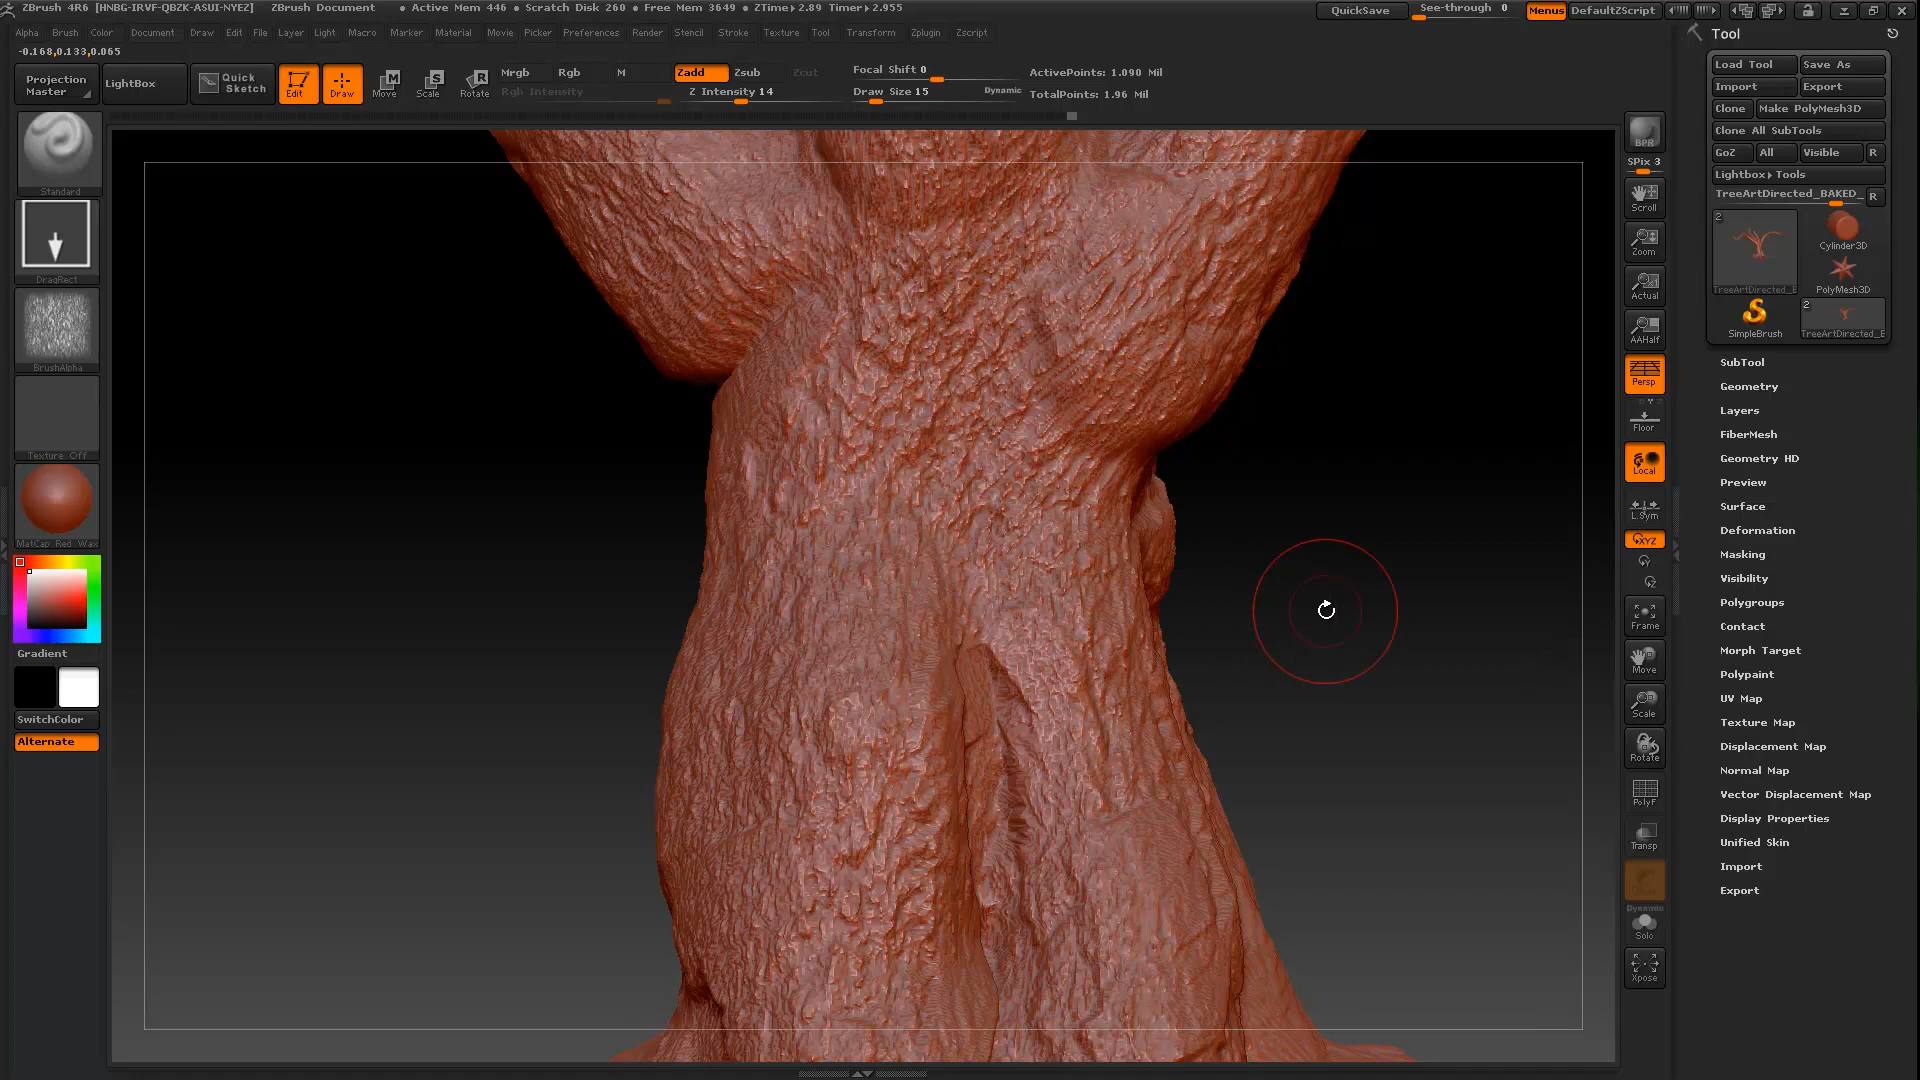 ZBrush 4R6 [HNBG-IRVF-QBZK-ASUI-NYEZ] ZBrush Document • Active Mem 446 • Scratch Disk 260 • Free Mem 3649 • ZTime▸2.89 Timer▸2.955 QuickSave See-through 0 Menus DefaultZScript
Alpha Brush Color Document Draw Edit File Layer Light Macro Marker Material Movie Picker Preferences Render Stencil Stroke Texture Tool Transform Zplugin Zscript
-0.168,0.133,0.065
Projection Master
LightBox
Quick Sketch
Edit
Draw
Move
Scale
Rotate
Mrgb Rgb M
Rgb Intensity
Zadd Zsub Zcut
Z Intensity 14
Focal Shift 0
Draw Size 15 Dynamic
ActivePoints: 1.090 Mil
TotalPoints: 1.96 Mil
Standard
DragRect
BrushAlpha
Texture Off
MatCap Red Wax
Gradient
SwitchColor
Alternate
BPR
SPix 3
Scroll
Zoom
Actual
AAHalf
Persp
Floor
Local
L.Sym
XYZ
Y
Z
Frame
Move
Scale
Rotate
PolyF
Transp
Dynamic
Solo
Xpose
Tool
Load Tool Save As
Import Export
Clone Make PolyMesh3D
Clone All SubTools
GoZ All Visible R
Lightbox▸Tools
TreeArtDirected_BAKED_ R
2
TreeArtDirected_E
Cylinder3D
PolyMesh3D
SimpleBrush
2
TreeArtDirected_E
SubTool
Geometry
Layers
FiberMesh
Geometry HD
Preview
Surface
Deformation
Masking
Visibility
Polygroups
Contact
Morph Target
Polypaint
UV Map
Texture Map
Displacement Map
Normal Map
Vector Displacement Map
Display Properties
Unified Skin
Import
Export